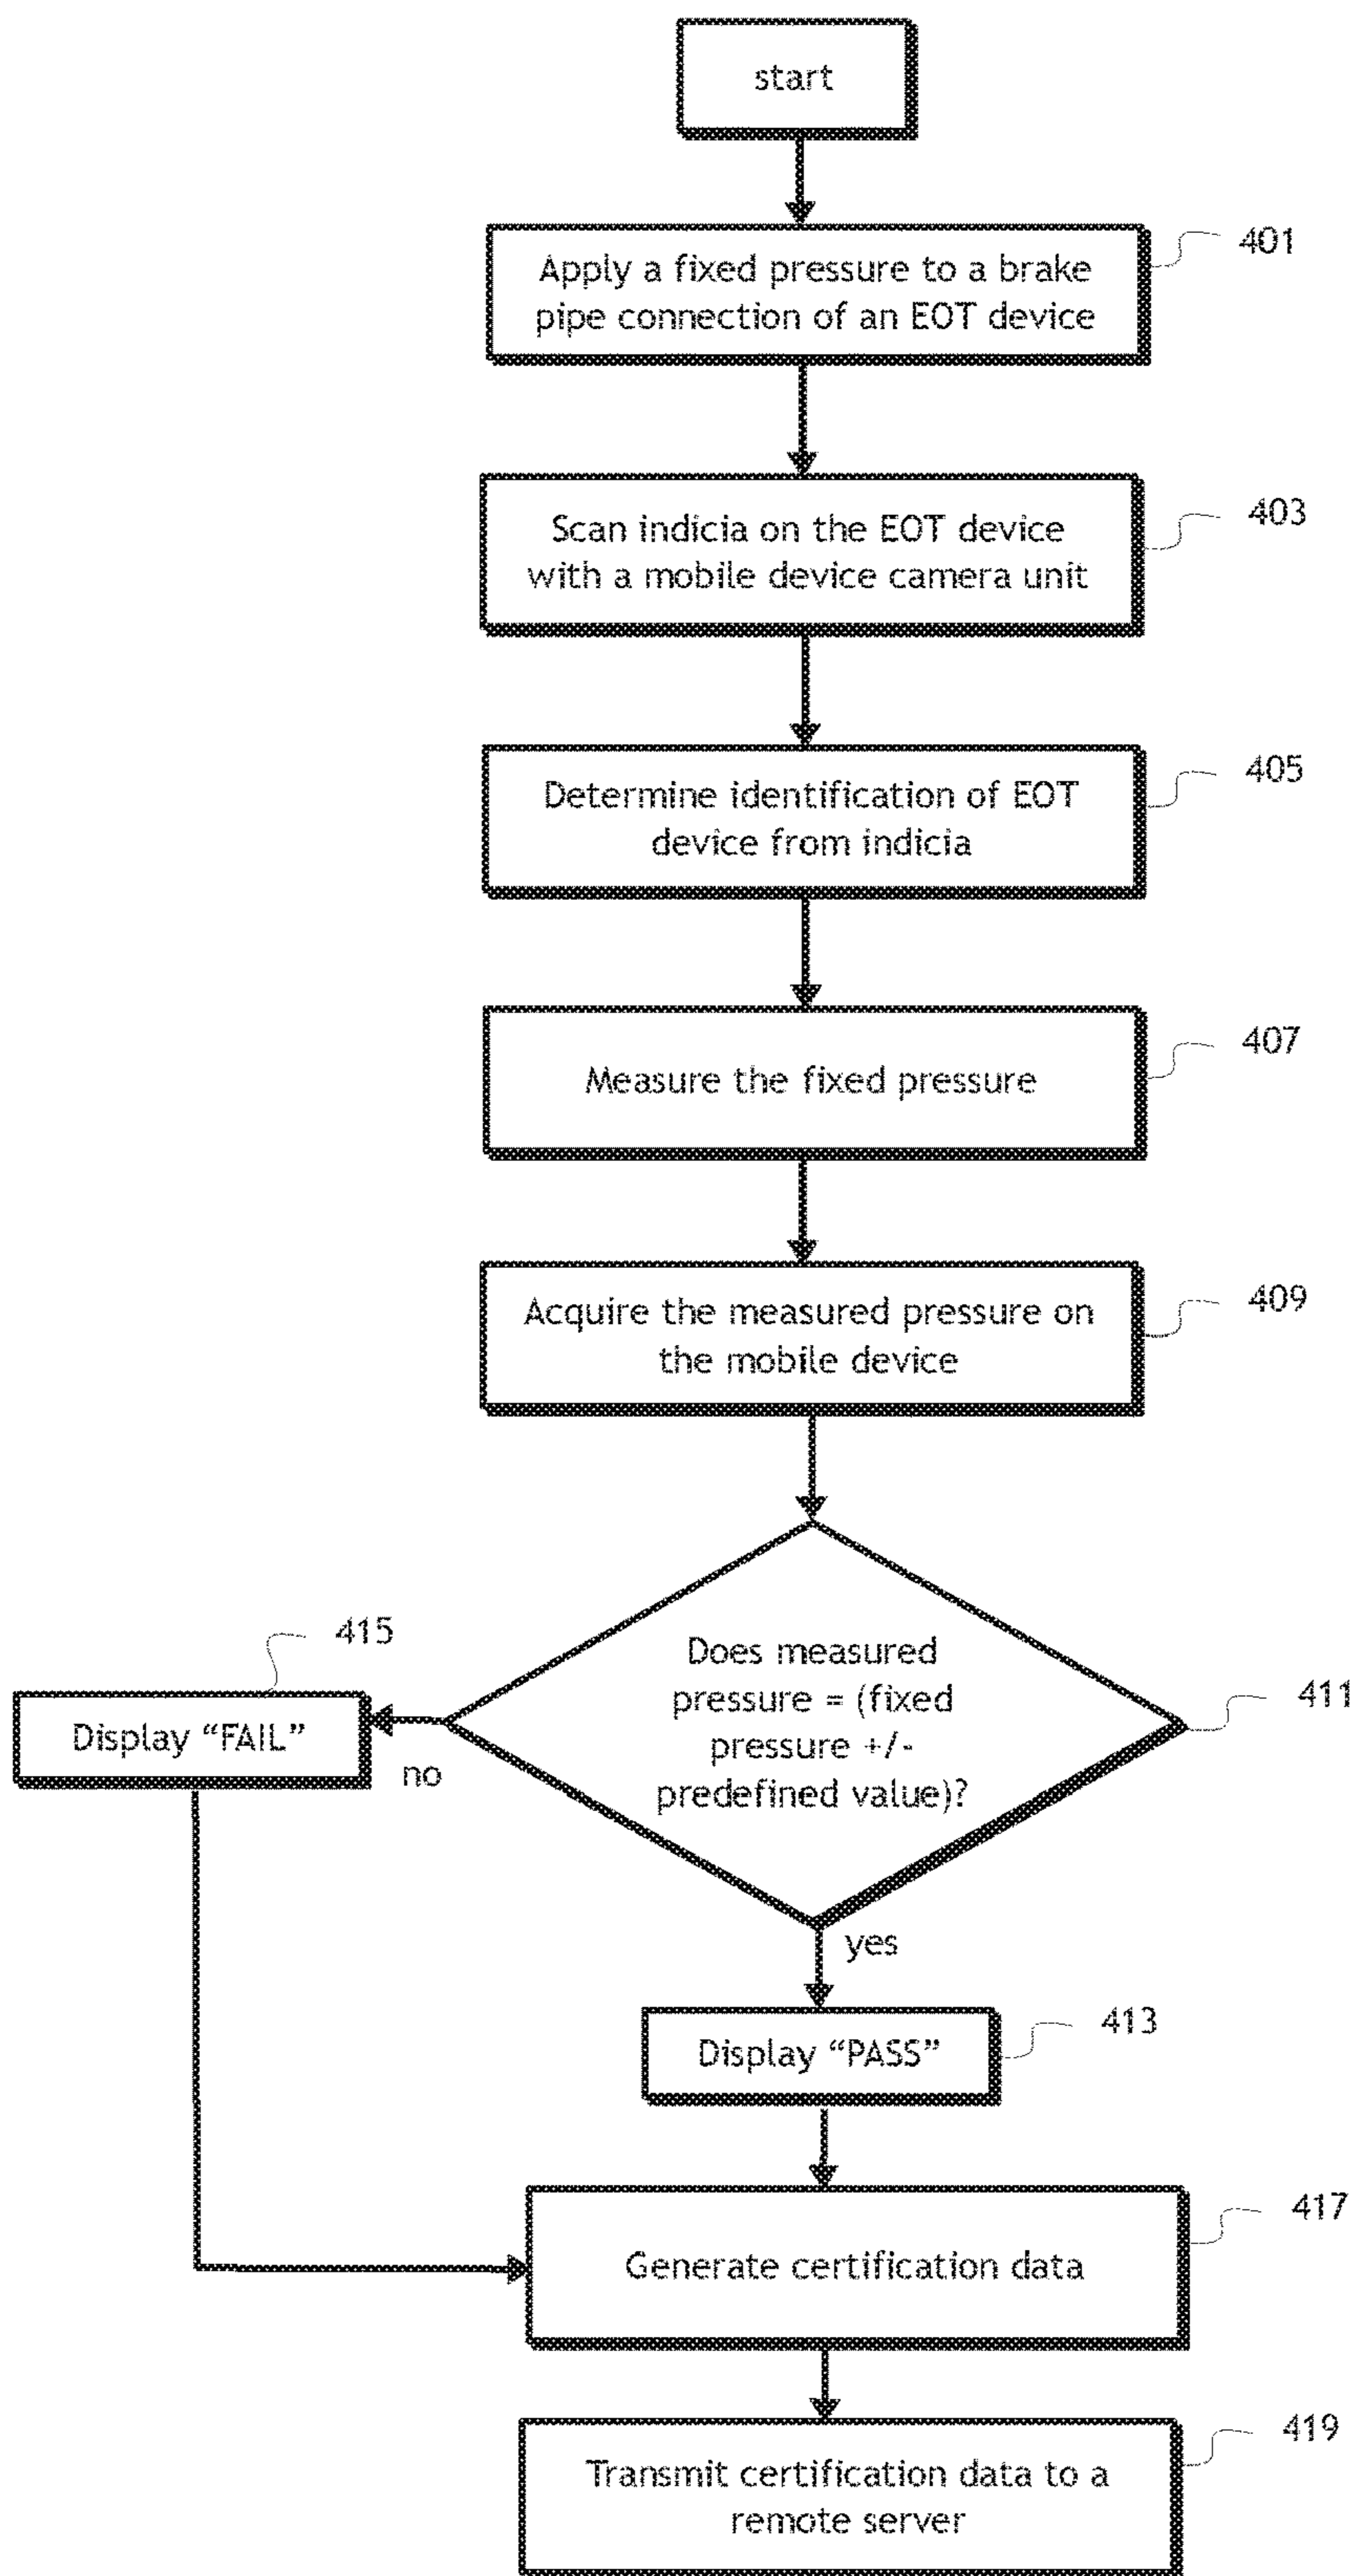 start
Apply a fixed pressure to a brake
pipe connection of an EOT device
401
Scan indicia on the EOT device
with a mobile device camera unit
403
Determine identification of EOT
device from indicia
405
Measure the fixed pressure
407
Acquire the measured pressure on
the mobile device
409
Does measured
pressure = (fixed
pressure +/-
predefined value)?
411
415
Display “FAIL”
no
yes
Display “PASS”
413
Generate certification data
417
Transmit certification data to a
remote server
419